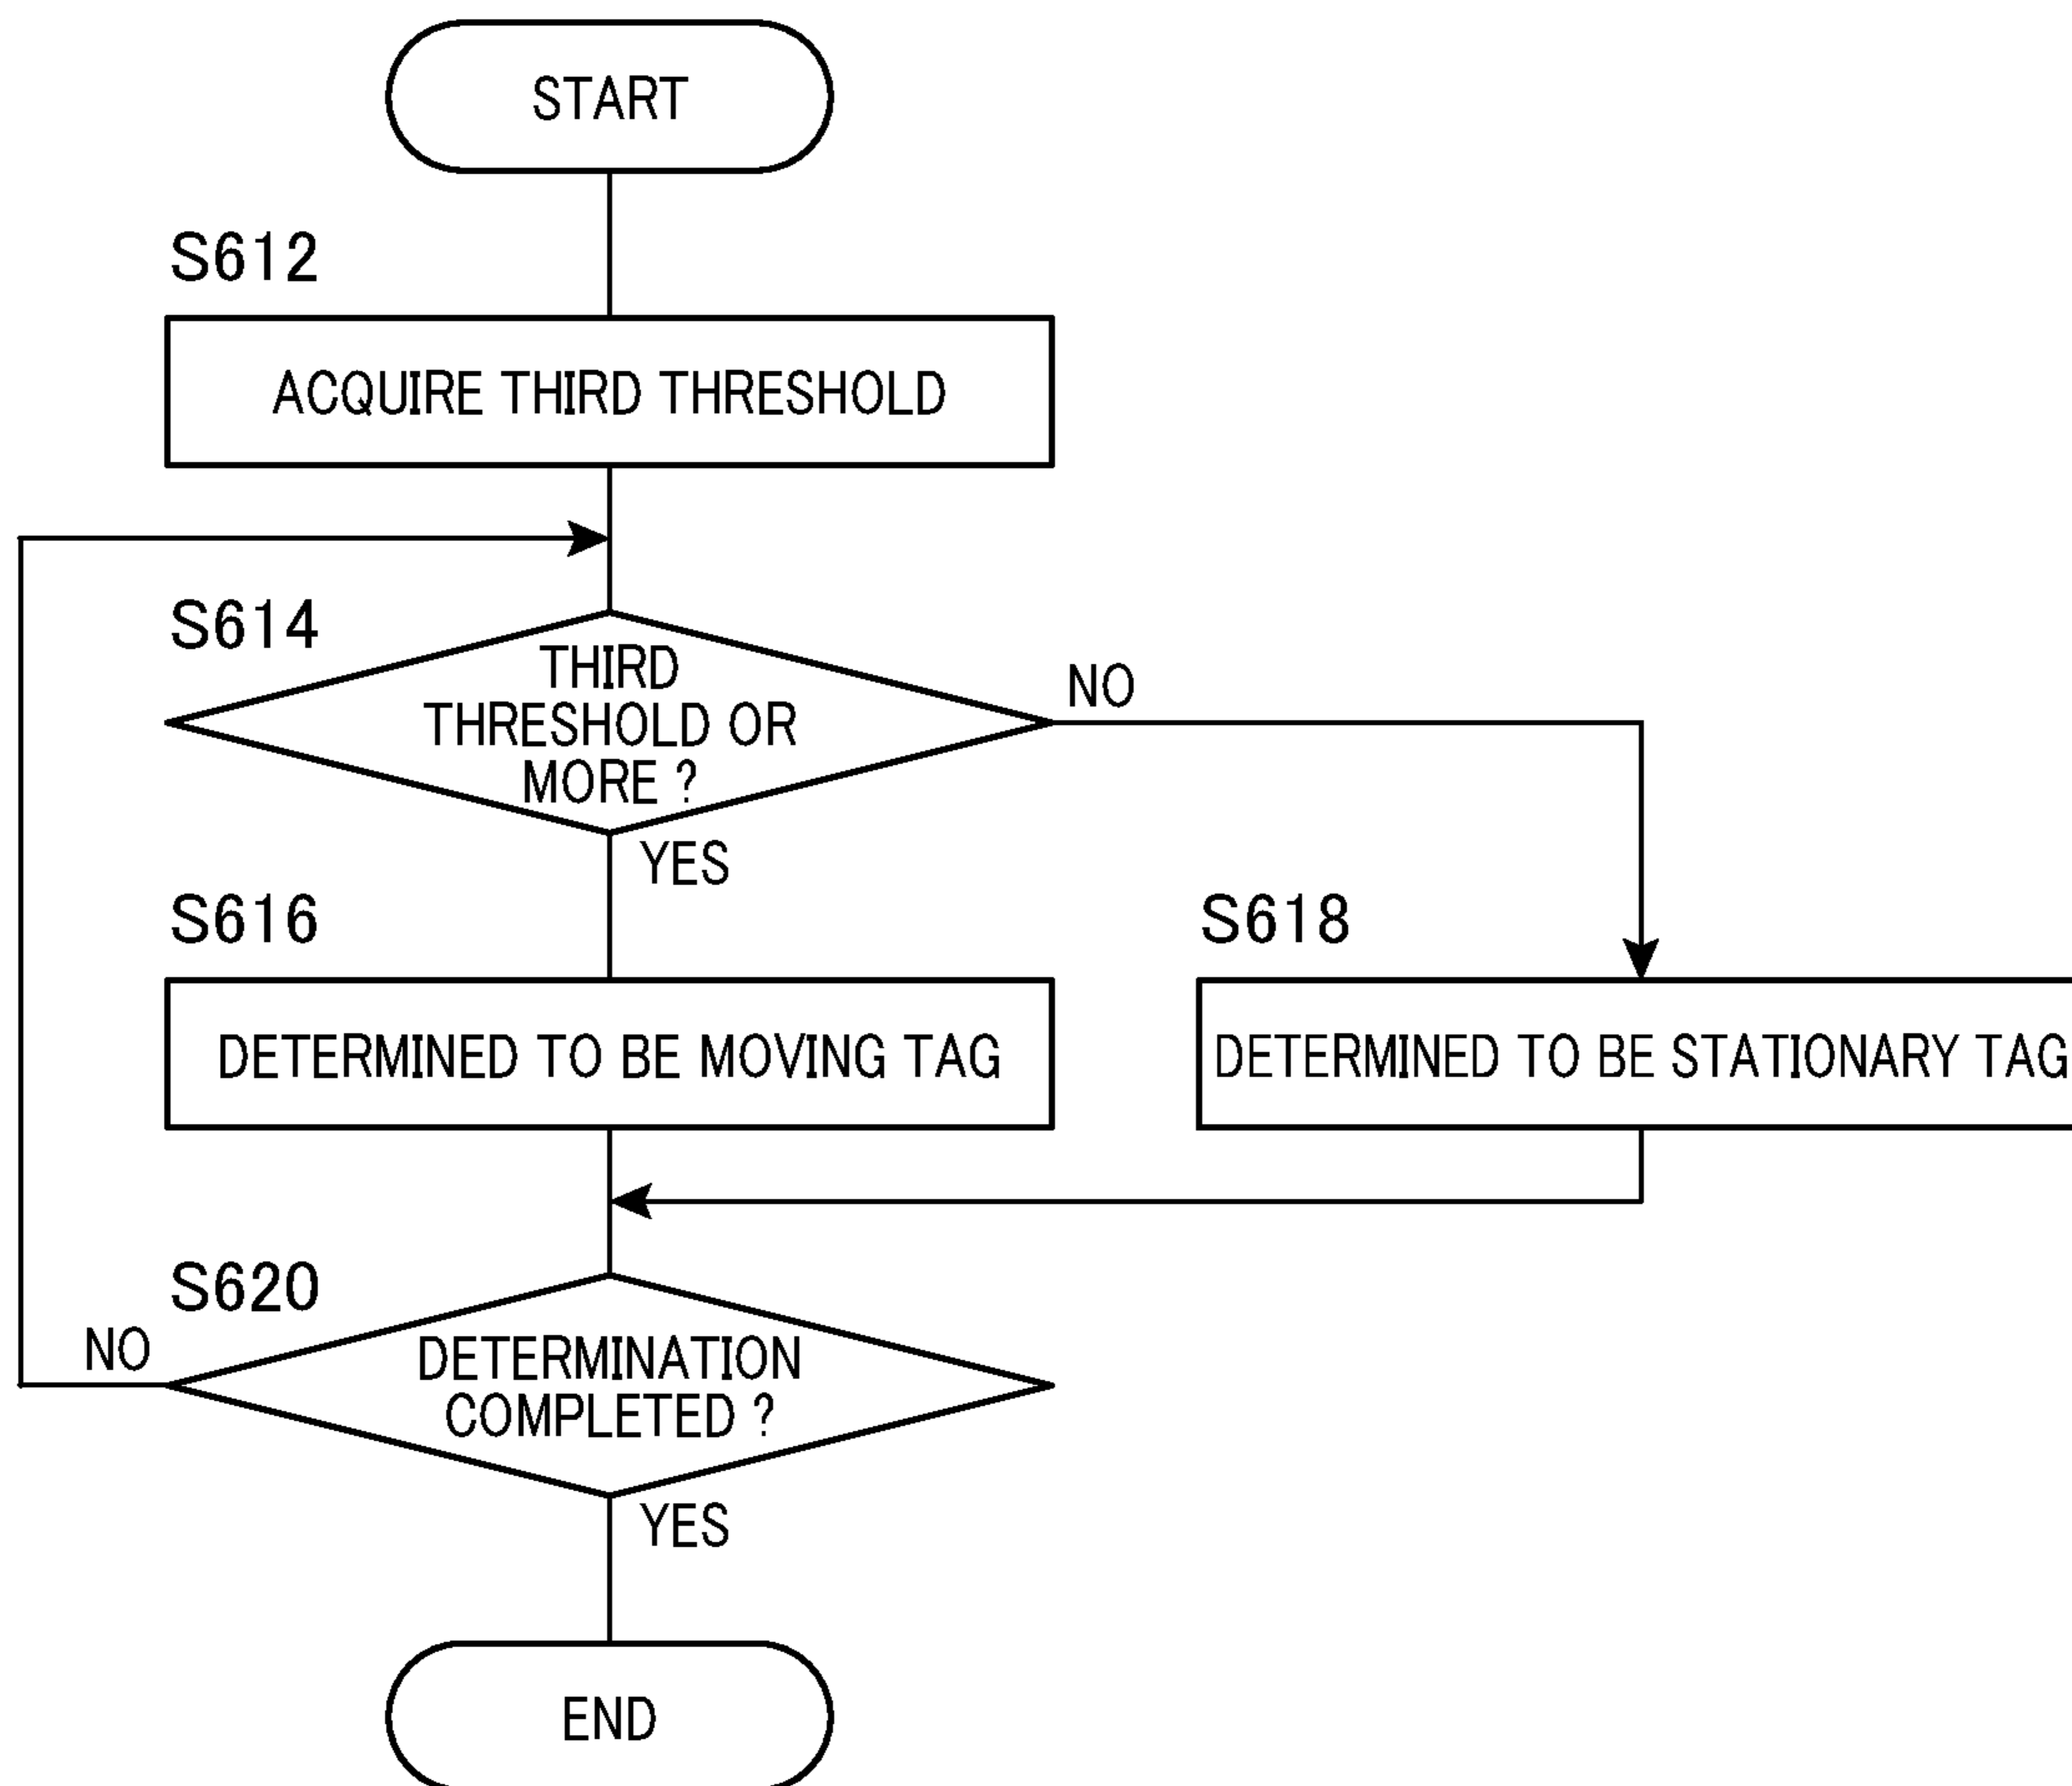 START
S612
ACQUIRE THIRD THRESHOLD
S614
THIRD
THRESHOLD OR
MORE ?
NO
YES
S616
DETERMINED TO BE MOVING TAG
S618
DETERMINED TO BE STATIONARY TAG
S620
NO
DETERMINATION
COMPLETED ?
YES
END